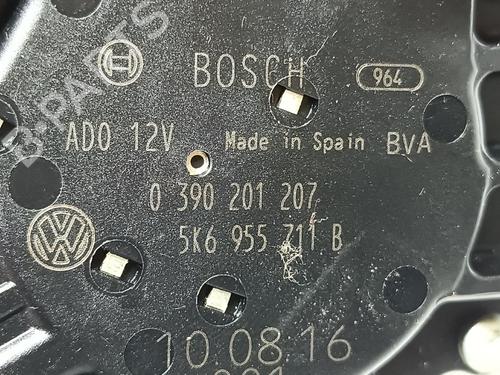 BOSCH 964
ADO 12V Made in Spain BVA
0 390 201 207
5K6 955 711 B
10.08.16